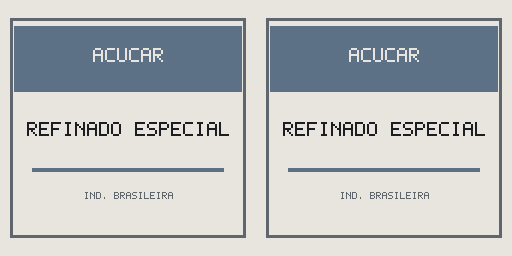 ACUCAR
REFINADO ESPECIAL
IND. BRASILEIRA
ACUCAR
REFINADO ESPECIAL
IND. BRASILEIRA